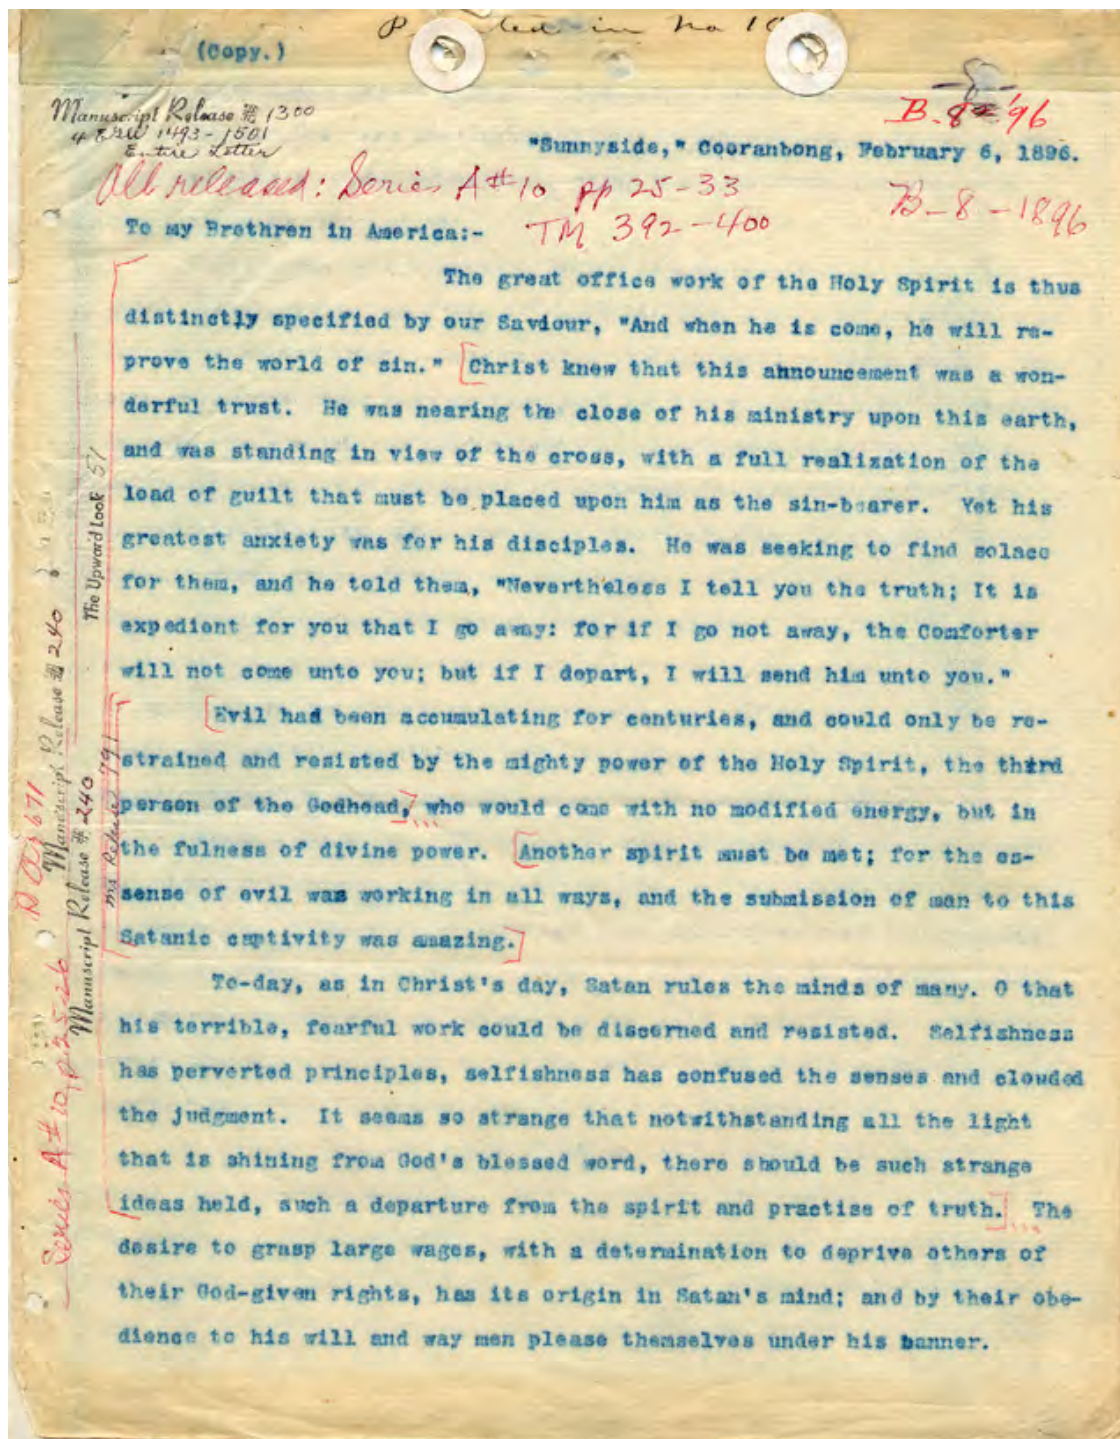 (Copy.)
in No 10
Manuscript Release # 1300
4 EGW 1493-1501
Entire Letter
B-8-'96
"Sunnyside," Cooranbong, February 6, 1896.
All released: Series A #10 pp 25-33
B-8-1896
To my Brethren in America:-
TM 392-400
The great office work of the Holy Spirit is thus
distinctly specified by our Saviour, "And when he is come, he will re-
prove the world of sin." [Christ knew that this announcement was a won-
derful trust. He was nearing the close of his ministry upon this earth,
and was standing in view of the cross, with a full realization of the
load of guilt that must be placed upon him as the sin-bearer. Yet his
greatest anxiety was for his disciples. He was seeking to find solace
for them, and he told them, "Nevertheless I tell you the truth; It is
expedient for you that I go away: for if I go not away, the Comforter
will not come unto you; but if I depart, I will send him unto you."
[Evil had been accumulating for centuries, and could only be re-
strained and resisted by the mighty power of the Holy Spirit, the third
person of the Godhead,] who would come with no modified energy, but in
the fulness of divine power. [Another spirit must be met; for the es-
sense of evil was working in all ways, and the submission of man to this
Satanic captivity was amazing.]
To-day, as in Christ's day, Satan rules the minds of many. O that
his terrible, fearful work could be discerned and resisted. Selfishness
has perverted principles, selfishness has confused the senses and clouded
the judgment. It seems so strange that notwithstanding all the light
that is shining from God's blessed word, there should be such strange
ideas held, such a departure from the spirit and practise of truth.] The
desire to grasp large wages, with a determination to deprive others of
their God-given rights, has its origin in Satan's mind; and by their obe-
dience to his will and way men please themselves under his banner.
The Upward Look 51
Manuscript Release # 240
Manuscript Release # 240
Ms Release 791
Series A #10, p. 25-26